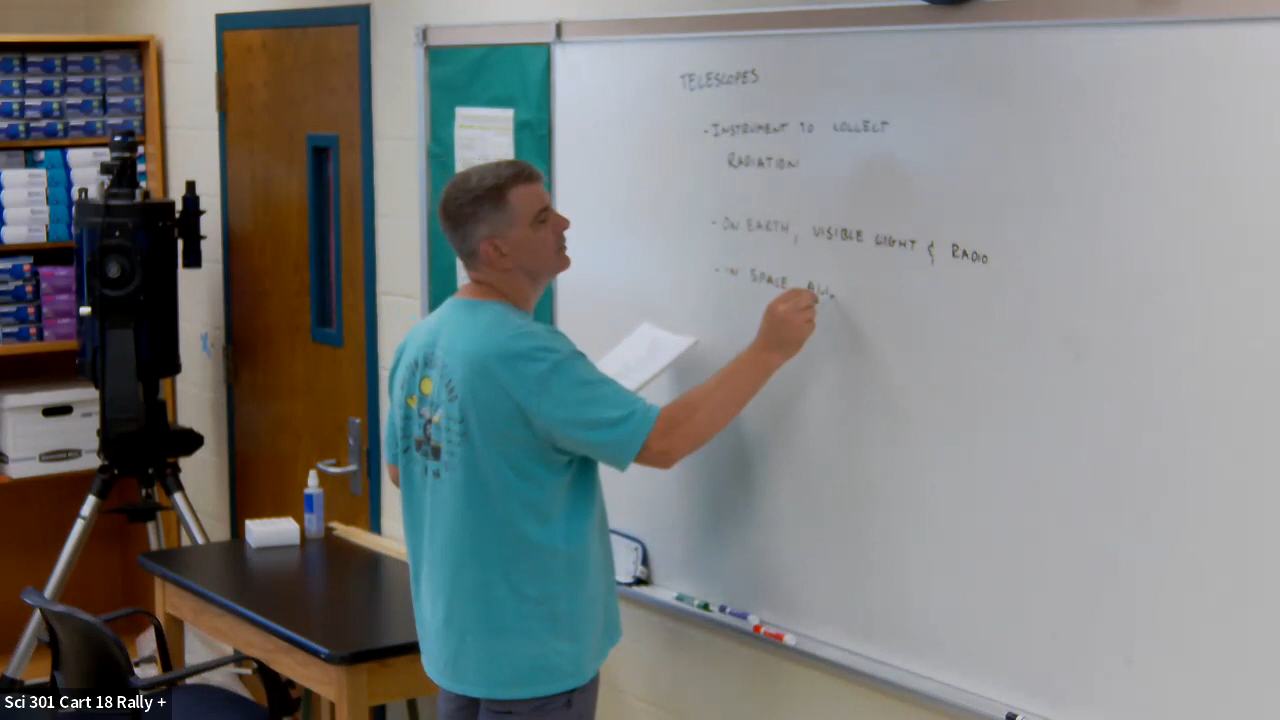 TELESCOPES
- INSTRUMENT TO COLLECT
RADIATION
- ON EARTH, VISIBLE LIGHT & RADIO
- IN SPACE, ALL
Sci 301 Cart 18 Rally +